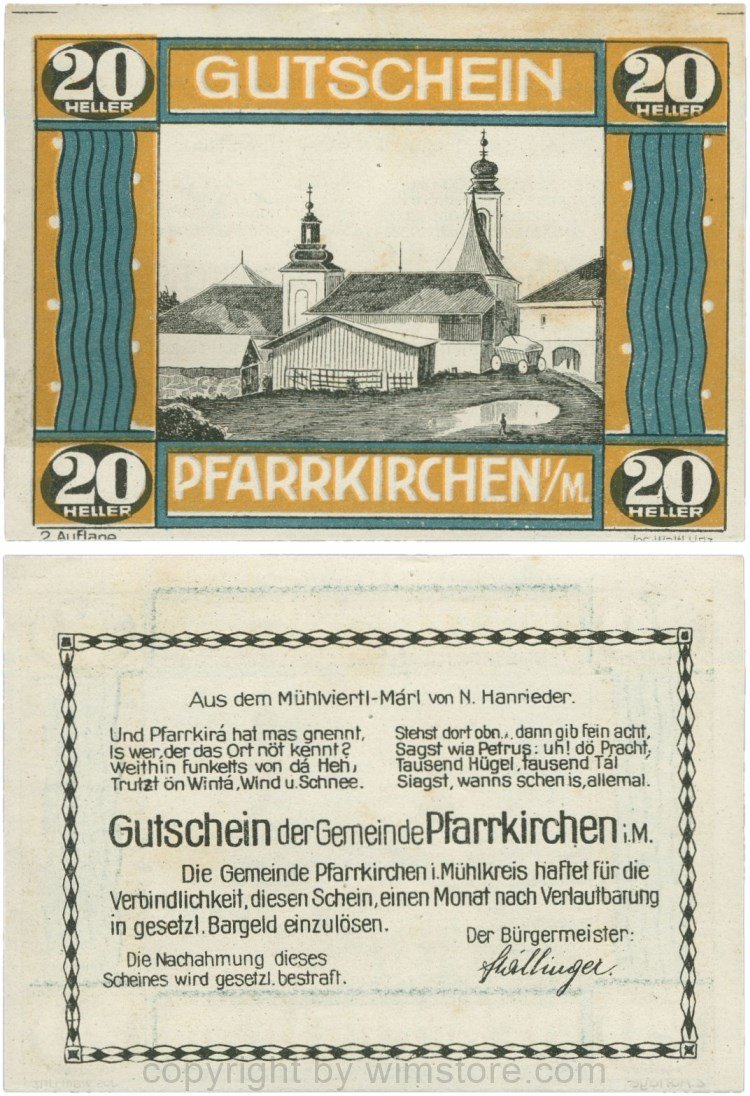 20 HELLER
GUTSCHEIN
20 HELLER
20 HELLER
PFARRKIRCHEN I/M.
20 HELLER
2. Auflage
Aus dem Mühlviertl-Márl von N. Hanrieder.
Und Pfarrkirá hat mas gnennt,
Is wer, der das Ort nöt kennt?
Weithin funkelts von dá Heh,
Trutzt ön Wintá, Wind u. Schnee.
Stehst dort obn., dann gib fein acht,
Sagst wia Petrus: uh! dö Pracht,
Tausend Hügel, tausend Tál
Siagst, wanns schen is, allemal.
Gutschein der Gemeinde Pfarrkirchen i.M.
Die Gemeinde Pfarrkirchen i. Mühlkreis haftet für die
Verbindlichkeit, diesen Schein, einen Monat nach Verlautbarung
in gesetzl. Bargeld einzulösen.
Die Nachahmung dieses
Scheines wird gesetzl. bestraft.
Der Bürgermeister:
copyright by wimstore.com